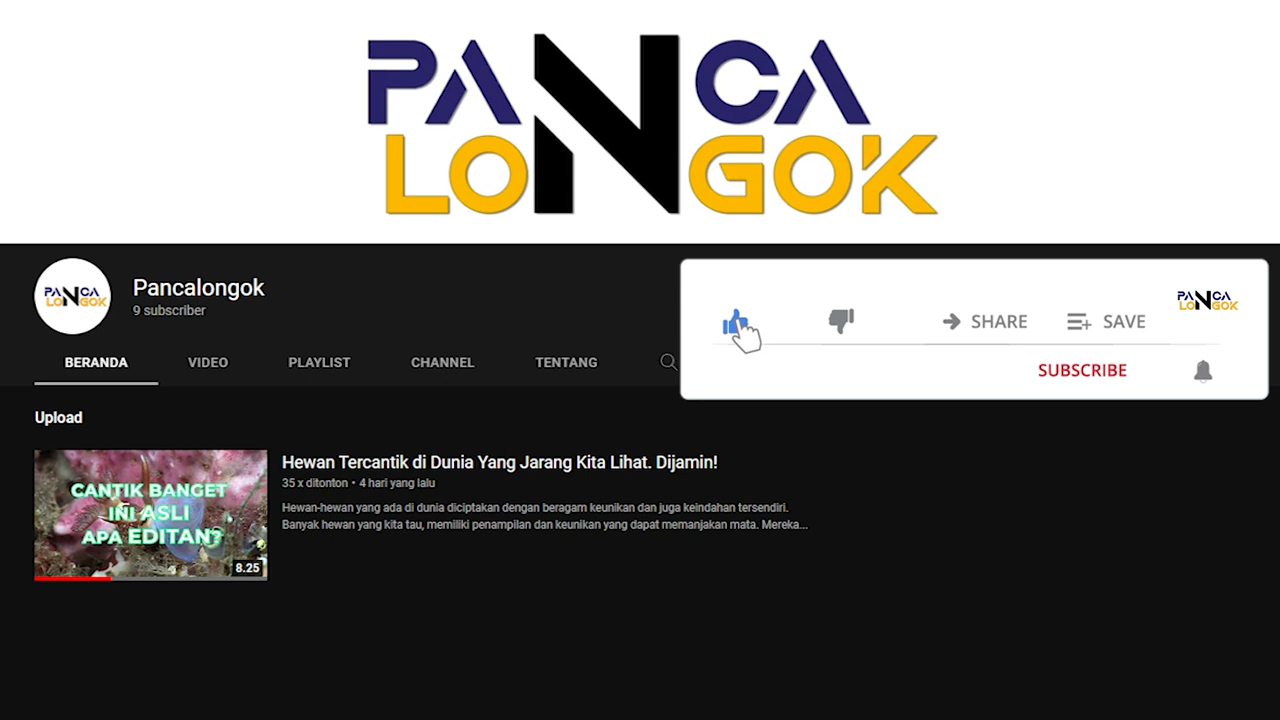 PANCA
LONGOK
PANCA
LONGOK
Pancalongok
9 subscriber
SHARE
SAVE
PANCA
LONGOK
SUBSCRIBE
BERANDA
VIDEO
PLAYLIST
CHANNEL
TENTANG
Upload
CANTIK BANGET
INI ASLI
APA EDITAN?
8.25
Hewan Tercantik di Dunia Yang Jarang Kita Lihat. Dijamin!
35 x ditonton • 4 hari yang lalu
Hewan-hewan yang ada di dunia diciptakan dengan beragam keunikan dan juga keindahan tersendiri.
Banyak hewan yang kita tau, memiliki penampilan dan keunikan yang dapat memanjakan mata. Mereka...